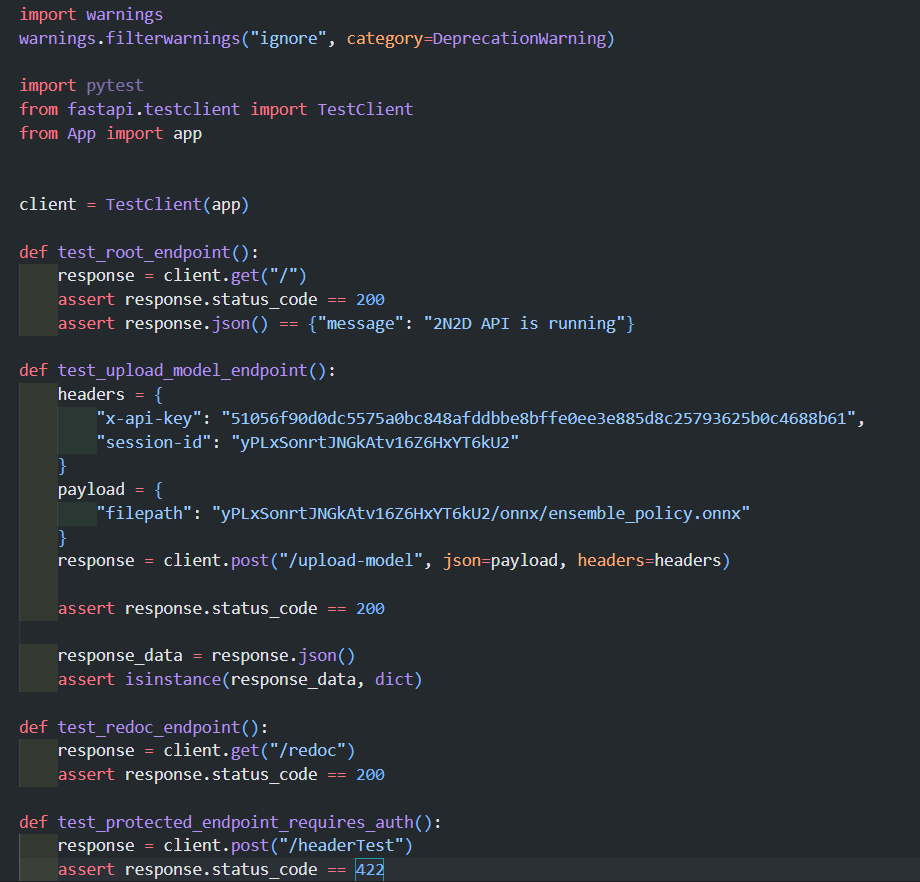 import warnings
warnings.filterwarnings("ignore", category=DeprecationWarning)
import pytest
from fastapi.testclient import TestClient
from App import app
client = TestClient(app)
def test_root_endpoint():
response = client.get("/")
assert response.status_code == 200
assert response.json() == {"message": "2N2D API is running"}
def test_upload_model_endpoint():
headers = {
"x-api-key": "51056f90d0dc5575a0bc848afddbbe8bffe0ee3e885d8c25793625b0c4688b61",
"session-id": "yPLxSonrtJNGkAtv16Z6HxYT6kU2"
}
payload = {
"filepath": "yPLxSonrtJNGkAtv16Z6HxYT6kU2/onnx/ensemble_policy.onnx"
}
response = client.post("/upload-model", json=payload, headers=headers)
assert response.status_code == 200
response_data = response.json()
assert isinstance(response_data, dict)
def test_redoc_endpoint():
response = client.get("/redoc")
assert response.status_code == 200
def test_protected_endpoint_requires_auth():
response = client.post("/headerTest")
assert response.status_code == 422